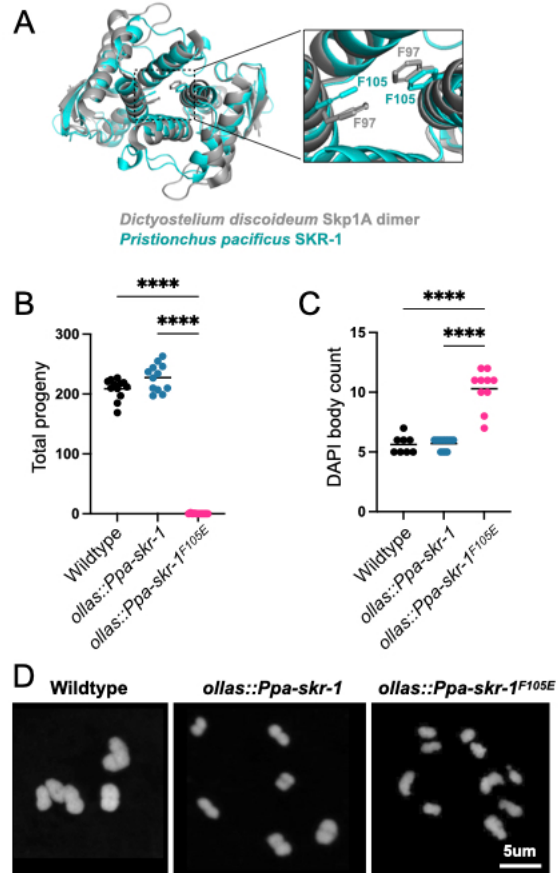 A
F97
F105
F105
F97
Dictyostelium discoideum Skp1A dimer
Pristionchus pacificus SKR-1
B
****
****
Total progeny
300
200
100
0
Wildtype
ollas::Ppa-skr-1
ollas::Ppa-skr-1F105E
C
****
****
DAPI body count
15
10
5
0
Wildtype
ollas::Ppa-skr-1
ollas::Ppa-skr-1F105E
D
Wildtype
ollas::Ppa-skr-1
ollas::Ppa-skr-1F105E
5um